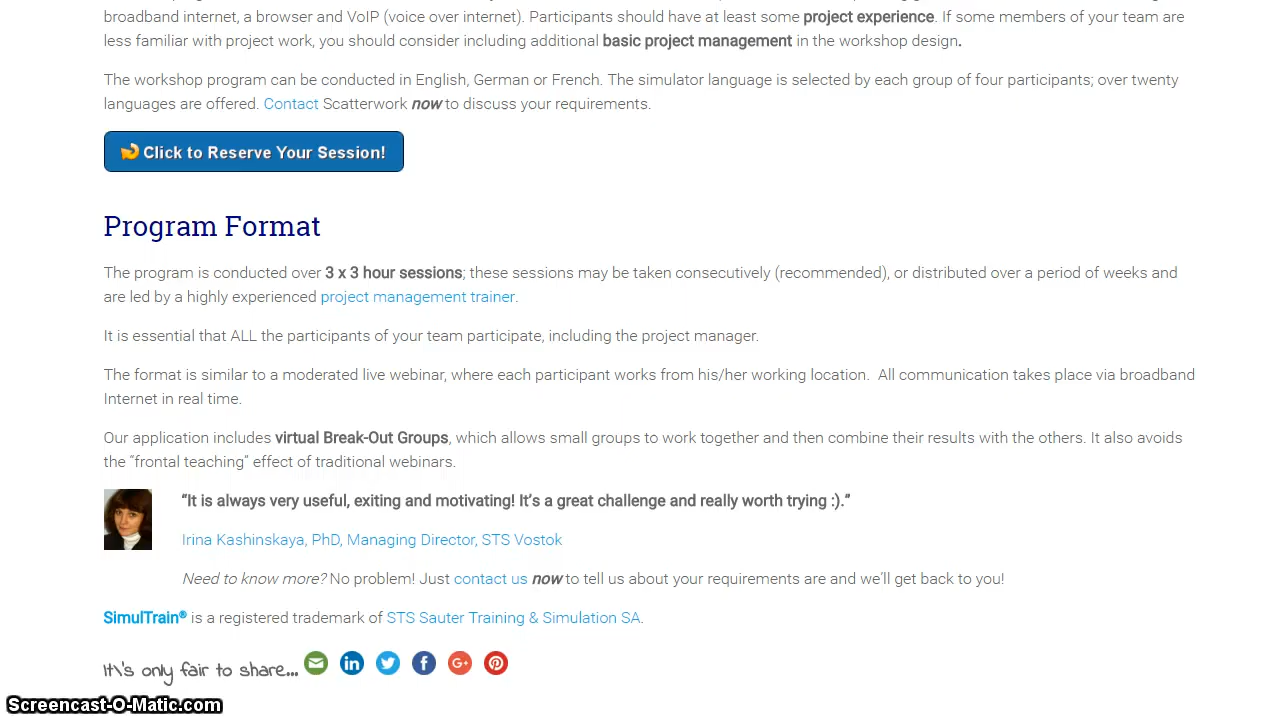 broadband internet, a browser and VoIP (voice over internet). Participants should have at least some project experience. If some members of your team are
less familiar with project work, you should consider including additional basic project management in the workshop design.
The workshop program can be conducted in English, German or French. The simulator language is selected by each group of four participants; over twenty
languages are offered. Contact Scatterwork now to discuss your requirements.
Click to Reserve Your Session!
Program Format
The program is conducted over 3 x 3 hour sessions; these sessions may be taken consecutively (recommended), or distributed over a period of weeks and
are led by a highly experienced project management trainer.
It is essential that ALL the participants of your team participate, including the project manager.
The format is similar to a moderated live webinar, where each participant works from his/her working location.  All communication takes place via broadband
Internet in real time.
Our application includes virtual Break-Out Groups, which allows small groups to work together and then combine their results with the others. It also avoids
the “frontal teaching” effect of traditional webinars.
“It is always very useful, exiting and motivating! It’s a great challenge and really worth trying :).”
Irina Kashinskaya, PhD, Managing Director, STS Vostok
Need to know more? No problem! Just contact us now to tell us about your requirements are and we’ll get back to you!
SimulTrain® is a registered trademark of STS Sauter Training & Simulation SA.
It\'s only fair to share...
Screencast-O-Matic.com